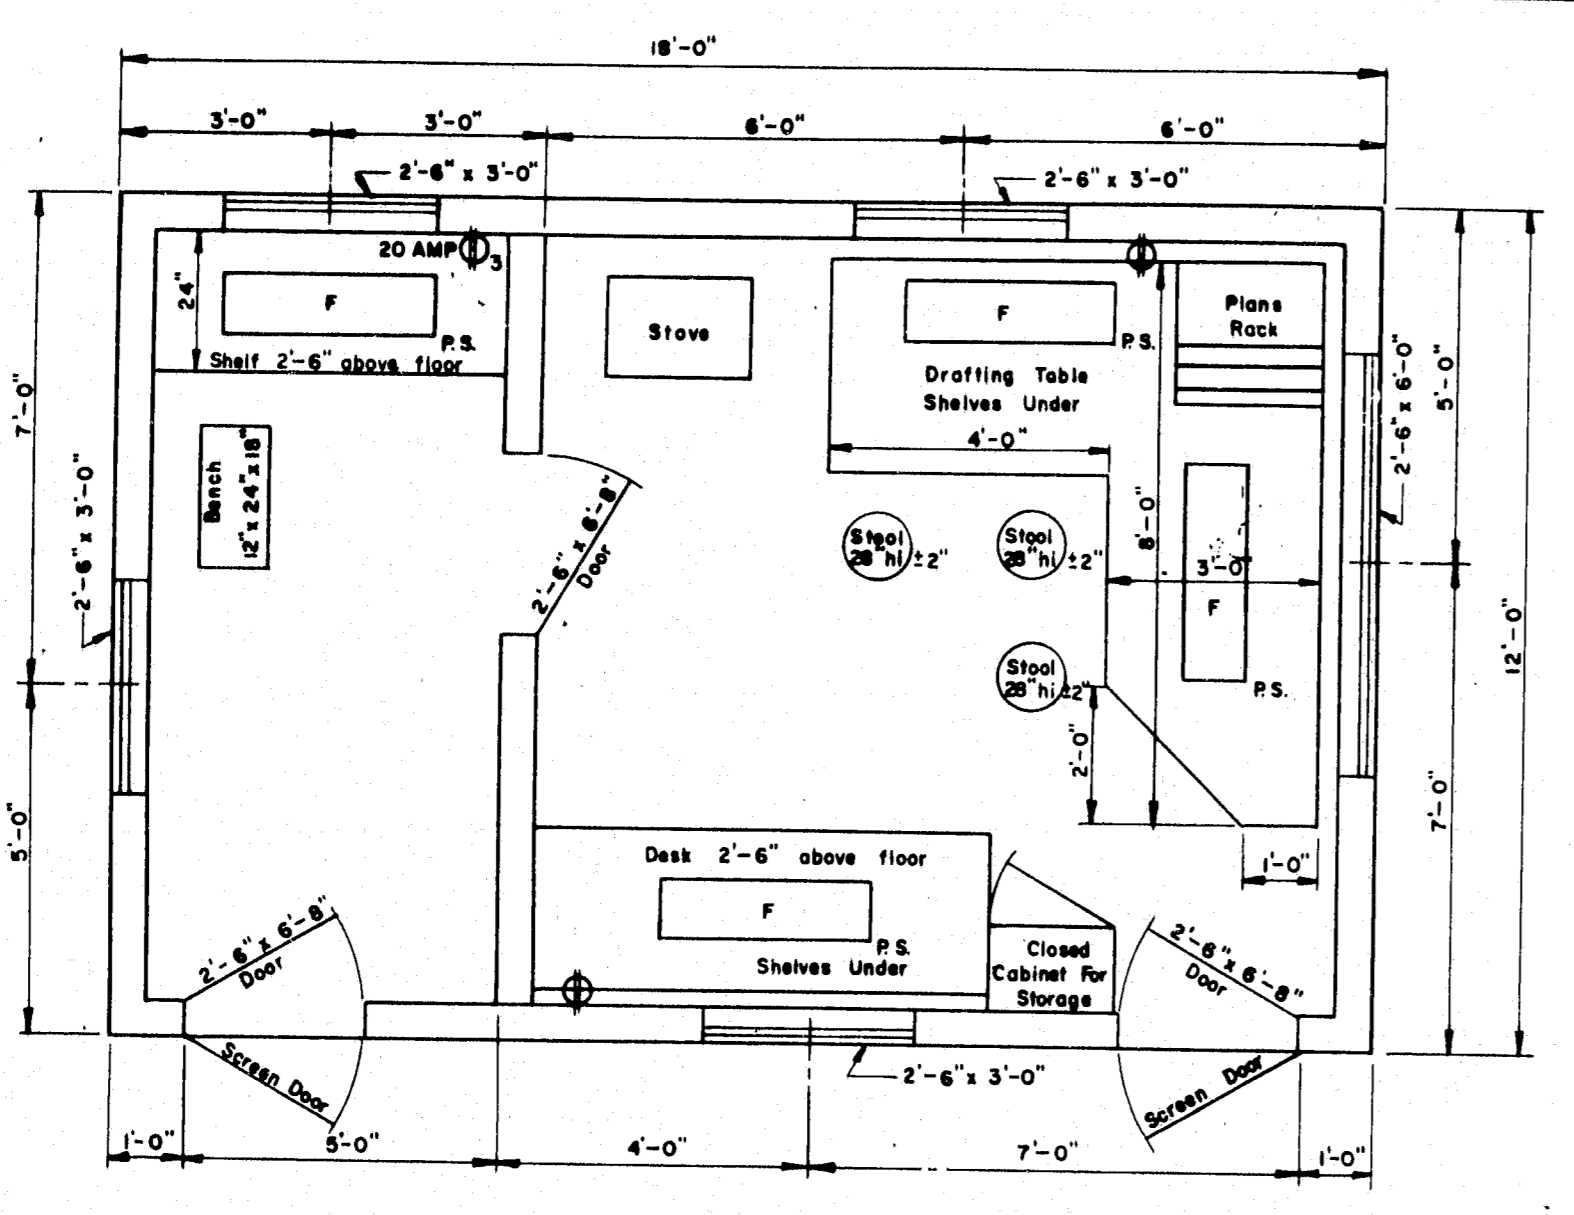 18'-0"
3'-0"
3'-0"
6'-0"
6'-0"
2'-6" x 3'-0"
2'-6" x 3'-0"
20 AMP
3
24"
F
P.S.
Shelf 2'-6" above floor
Stove
F
P.S.
Drafting Table
Shelves Under
4'-0"
Plans
Rack
7'-0"
5'-0"
2'-6" x 6'-0"
Bench
12" x 24" x 18"
2'-6" x 3'-0"
2'-6" x 6'-8"
Door
Stool
28" hi ±2"
Stool
28" hi ±2"
8'-0"
3'-0"
F
P.S.
Stool
28" hi ±2"
2'-0"
12'-0"
5'-0"
7'-0"
1'-0"
Desk 2'-6" above floor
F
P.S.
Shelves Under
Closed
Cabinet For
Storage
2'-6" x 6'-8"
Door
2'-6" x 6'-8"
Door
Screen Door
Screen Door
2'-6" x 3'-0"
1'-0"
5'-0"
4'-0"
7'-0"
1'-0"